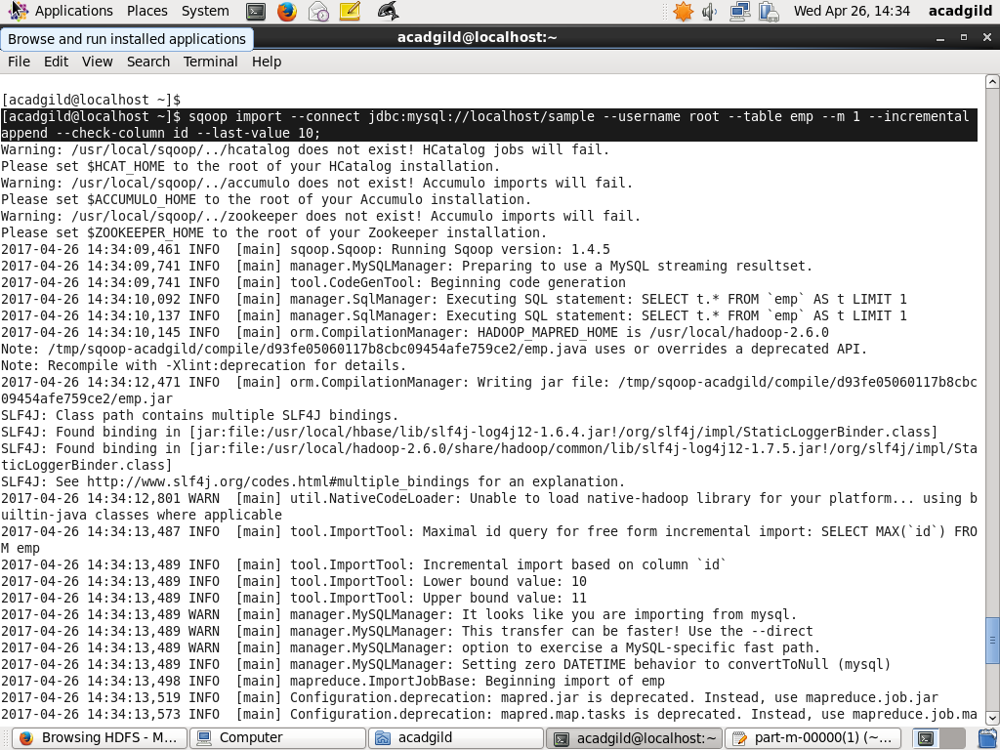 Applications Places System Wed Apr 26, 14:34 acadgild
Browse and run installed applications
acadgild@localhost:~
File Edit View Search Terminal Help
[acadgild@localhost ~]$
[acadgild@localhost ~]$ sqoop import --connect jdbc:mysql://localhost/sample --username root --table emp --m 1 --incremental
append --check-column id --last-value 10;
Warning: /usr/local/sqoop/../hcatalog does not exist! HCatalog jobs will fail.
Please set $HCAT_HOME to the root of your HCatalog installation.
Warning: /usr/local/sqoop/../accumulo does not exist! Accumulo imports will fail.
Please set $ACCUMULO_HOME to the root of your Accumulo installation.
Warning: /usr/local/sqoop/../zookeeper does not exist! Accumulo imports will fail.
Please set $ZOOKEEPER_HOME to the root of your Zookeeper installation.
2017-04-26 14:34:09,461 INFO  [main] sqoop.Sqoop: Running Sqoop version: 1.4.5
2017-04-26 14:34:09,741 INFO  [main] manager.MySQLManager: Preparing to use a MySQL streaming resultset.
2017-04-26 14:34:09,741 INFO  [main] tool.CodeGenTool: Beginning code generation
2017-04-26 14:34:10,092 INFO  [main] manager.SqlManager: Executing SQL statement: SELECT t.* FROM `emp` AS t LIMIT 1
2017-04-26 14:34:10,137 INFO  [main] manager.SqlManager: Executing SQL statement: SELECT t.* FROM `emp` AS t LIMIT 1
2017-04-26 14:34:10,145 INFO  [main] orm.CompilationManager: HADOOP_MAPRED_HOME is /usr/local/hadoop-2.6.0
Note: /tmp/sqoop-acadgild/compile/d93fe05060117b8cbc09454afe759ce2/emp.java uses or overrides a deprecated API.
Note: Recompile with -Xlint:deprecation for details.
2017-04-26 14:34:12,471 INFO  [main] orm.CompilationManager: Writing jar file: /tmp/sqoop-acadgild/compile/d93fe05060117b8cbc
09454afe759ce2/emp.jar
SLF4J: Class path contains multiple SLF4J bindings.
SLF4J: Found binding in [jar:file:/usr/local/hbase/lib/slf4j-log4j12-1.6.4.jar!/org/slf4j/impl/StaticLoggerBinder.class]
SLF4J: Found binding in [jar:file:/usr/local/hadoop-2.6.0/share/hadoop/common/lib/slf4j-log4j12-1.7.5.jar!/org/slf4j/impl/Sta
ticLoggerBinder.class]
SLF4J: See http://www.slf4j.org/codes.html#multiple_bindings for an explanation.
2017-04-26 14:34:12,801 WARN  [main] util.NativeCodeLoader: Unable to load native-hadoop library for your platform... using b
uiltin-java classes where applicable
2017-04-26 14:34:13,487 INFO  [main] tool.ImportTool: Maximal id query for free form incremental import: SELECT MAX(`id`) FRO
M emp
2017-04-26 14:34:13,489 INFO  [main] tool.ImportTool: Incremental import based on column `id`
2017-04-26 14:34:13,489 INFO  [main] tool.ImportTool: Lower bound value: 10
2017-04-26 14:34:13,489 INFO  [main] tool.ImportTool: Upper bound value: 11
2017-04-26 14:34:13,489 WARN  [main] manager.MySQLManager: It looks like you are importing from mysql.
2017-04-26 14:34:13,489 WARN  [main] manager.MySQLManager: This transfer can be faster! Use the --direct
2017-04-26 14:34:13,489 WARN  [main] manager.MySQLManager: option to exercise a MySQL-specific fast path.
2017-04-26 14:34:13,489 INFO  [main] manager.MySQLManager: Setting zero DATETIME behavior to convertToNull (mysql)
2017-04-26 14:34:13,498 INFO  [main] mapreduce.ImportJobBase: Beginning import of emp
2017-04-26 14:34:13,519 INFO  [main] Configuration.deprecation: mapred.jar is deprecated. Instead, use mapreduce.job.jar
2017-04-26 14:34:13,573 INFO  [main] Configuration.deprecation: mapred.map.tasks is deprecated. Instead, use mapreduce.job.ma
Browsing HDFS - M... Computer acadgild acadgild@localhost:~ part-m-00000(1) (~...